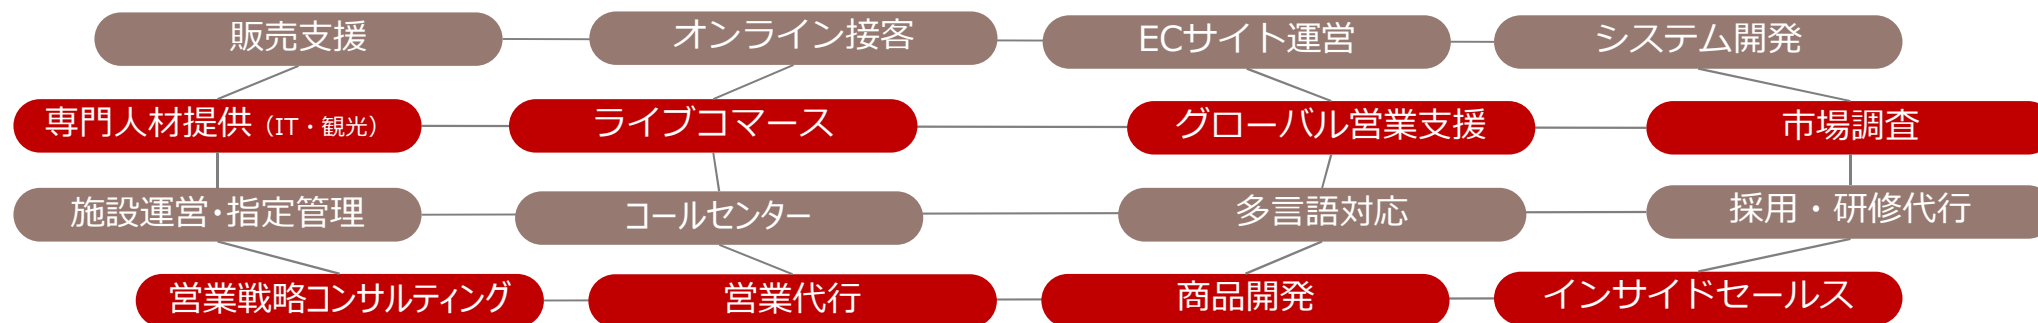 販売支援
オンライン接客
ECサイト運営
システム開発
専門人材提供（IT・観光）
ライブコマース
グローバル営業支援
市場調査
施設運営・指定管理
コールセンター
多言語対応
採用・研修代行
営業戦略コンサルティング
営業代行
商品開発
インサイドセールス